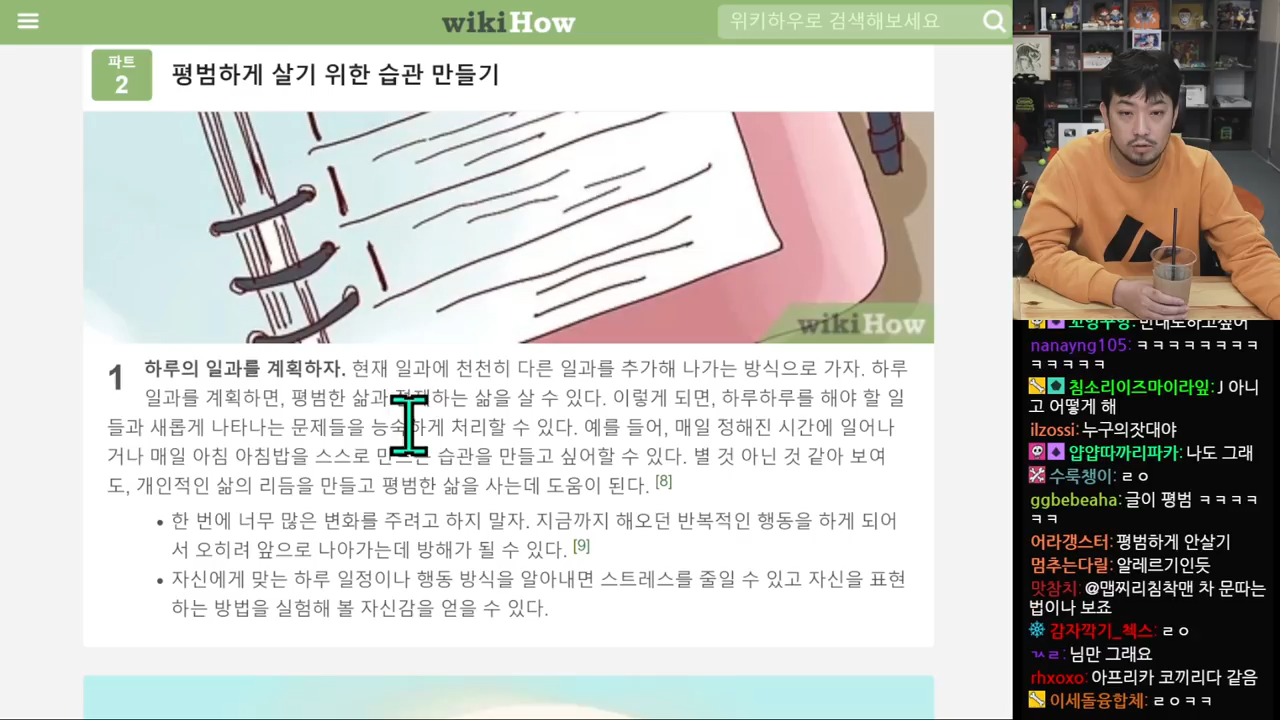 wikiHow
위키하우로 검색해보세요
파트
2
평범하게 살기 위한 습관 만들기
wikiHow
1
하루의 일과를 계획하자. 현재 일과에 천천히 다른 일과를 추가해 나가는 방식으로 가자. 하루
일과를 계획하면, 평범한 삶과 절제하는 삶을 살 수 있다. 이렇게 되면, 하루하루를 해야 할 일
들과 새롭게 나타나는 문제들을 능숙하게 처리할 수 있다. 예를 들어, 매일 정해진 시간에 일어나
거나 매일 아침 아침밥을 스스로 만드는 습관을 만들고 싶어할 수 있다. 별 것 아닌 것 같아 보여
도, 개인적인 삶의 리듬을 만들고 평범한 삶을 사는데 도움이 된다. [8]
• 한 번에 너무 많은 변화를 주려고 하지 말자. 지금까지 해오던 반복적인 행동을 하게 되어
서 오히려 앞으로 나아가는데 방해가 될 수 있다. [9]
• 자신에게 맞는 하루 일정이나 행동 방식을 알아내면 스트레스를 줄일 수 있고 자신을 표현
하는 방법을 실험해 볼 자신감을 얻을 수 있다.
반대로하고싶어
nanayng105: ㅋㅋㅋㅋㅋㅋㅋㅋ
ㅋㅋㅋㅋㅋ
침소리이즈마이라잎: J 아니
고 어떻게 해
ilzossi: 누구의잣대야
얍얍따까리파카: 나도 그래
수룩챙이: ㄹㅇ
ggbebeaha: 글이 평범 ㅋㅋㅋㅋ
ㅋㅋ
어라갱스터: 평범하게 안살기
멈추는다릴: 알레르기인듯
맛참치: @맵찌리침착맨 차 문따는
법이나 보죠
감자깍기_첵스: ㄹㅇ
ㄳㄹ: 님만 그래요
rhxoxo: 아프리카 코끼리다 같음
이세돌융합체: ㄹㅇㅋㅋ